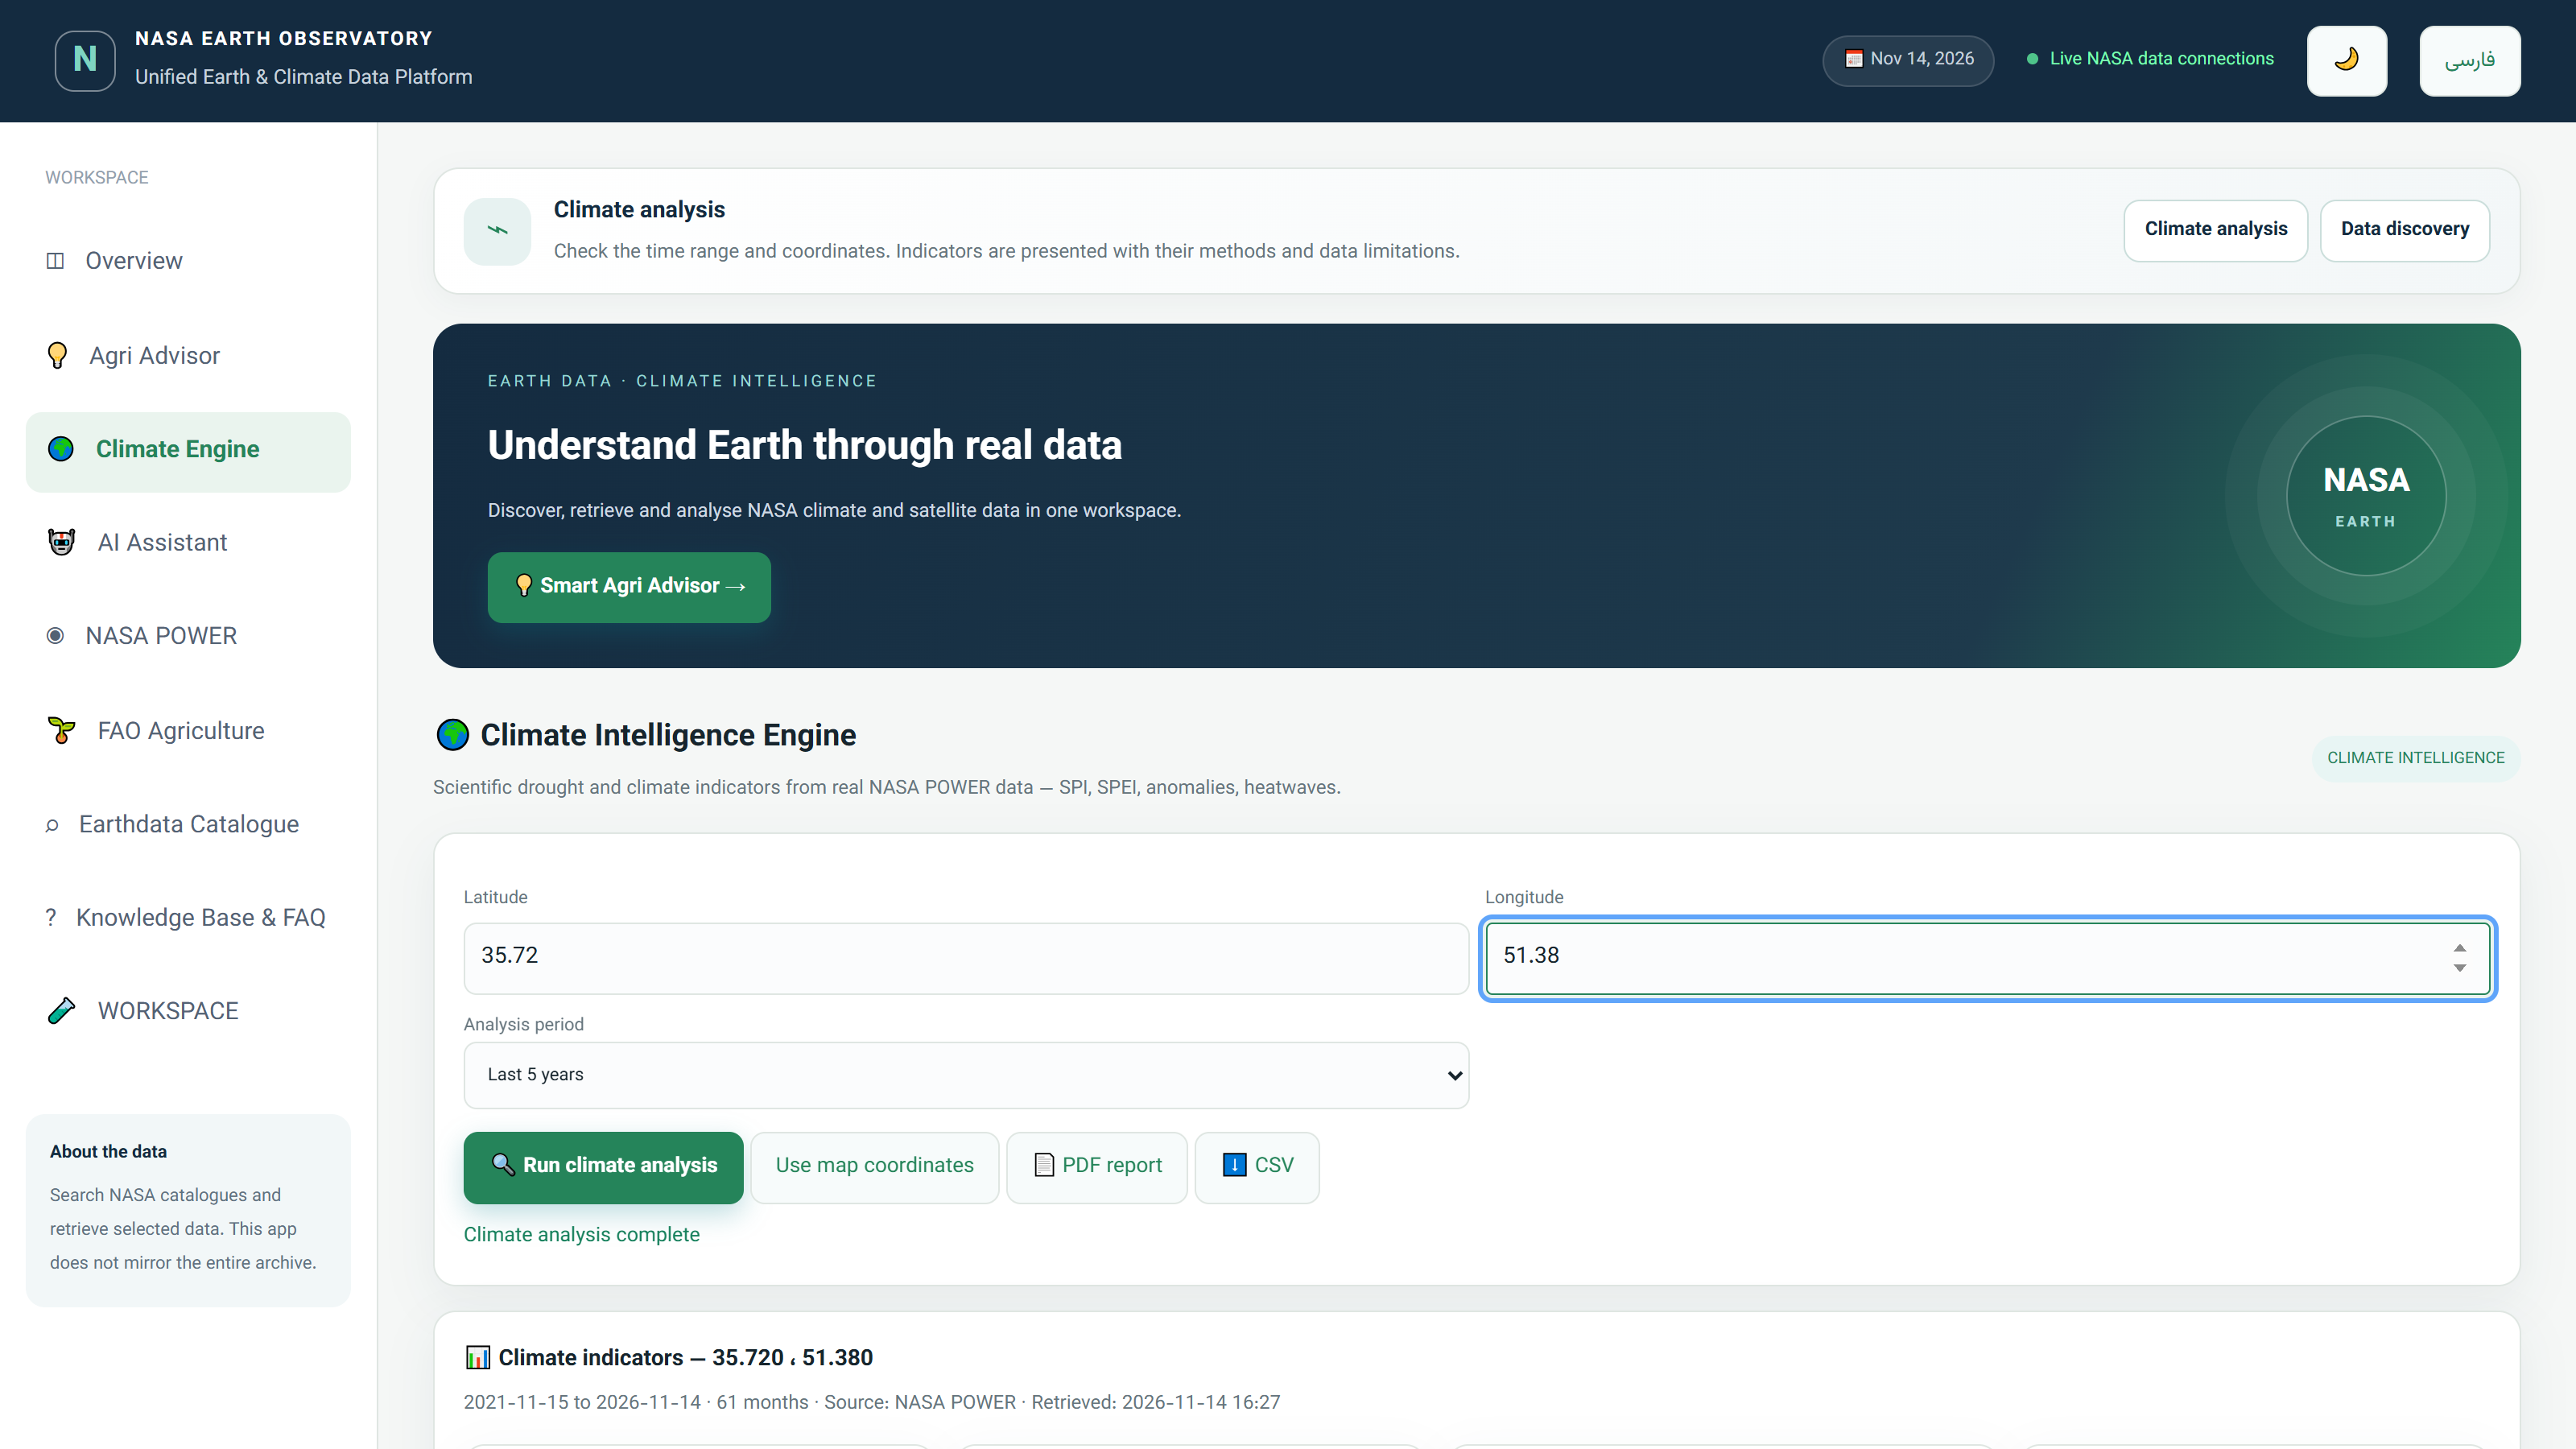 N
NASA EARTH OBSERVATORY
Unified Earth & Climate Data Platform
Nov 14, 2026
Live NASA data connections
فارسی
WORKSPACE
Overview
Agri Advisor
Climate Engine
AI Assistant
NASA POWER
FAO Agriculture
Earthdata Catalogue
? Knowledge Base & FAQ
WORKSPACE
About the data
Search NASA catalogues and
retrieve selected data. This app
does not mirror the entire archive.
Climate analysis
Check the time range and coordinates. Indicators are presented with their methods and data limitations.
Climate analysis
Data discovery
EARTH DATA · CLIMATE INTELLIGENCE
Understand Earth through real data
Discover, retrieve and analyse NASA climate and satellite data in one workspace.
Smart Agri Advisor →
NASA
EARTH
Climate Intelligence Engine
Scientific drought and climate indicators from real NASA POWER data — SPI, SPEI, anomalies, heatwaves.
CLIMATE INTELLIGENCE
Latitude
35.72
Longitude
51.38
Analysis period
Last 5 years
Run climate analysis
Use map coordinates
PDF report
CSV
Climate analysis complete
Climate indicators — 35.720 ، 51.380
2021-11-15 to 2026-11-14 · 61 months · Source: NASA POWER · Retrieved: 2026-11-14 16:27